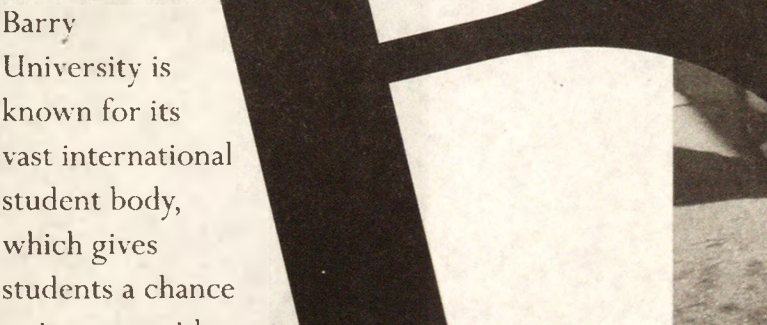 Barry
University is
known for its
vast international
student body,
which gives
students a chance